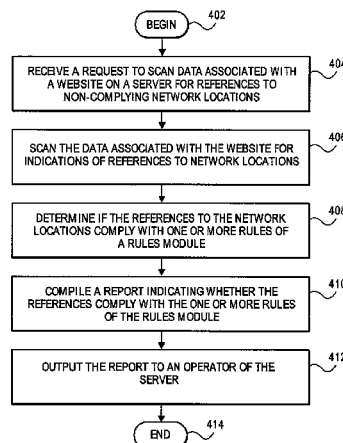 BEGIN
402
RECEIVE A REQUEST TO SCAN DATA ASSOCIATED WITH
A WEBSITE ON A SERVER FOR REFERENCES TO
NON-COMPLYING NETWORK LOCATIONS
404
SCAN THE DATA ASSOCIATED WITH THE WEBSITE FOR
INDICATIONS OF REFERENCES TO NETWORK LOCATIONS
406
DETERMINE IF THE REFERENCES TO THE NETWORK
LOCATIONS COMPLY WITH ONE OR MORE RULES OF
A RULES MODULE
408
COMPILE A REPORT INDICATING WHETHER THE
REFERENCES COMPLY WITH THE ONE OR MORE RULES
OF THE RULES MODULE
410
OUTPUT THE REPORT TO AN OPERATOR OF THE
SERVER
412
END
414